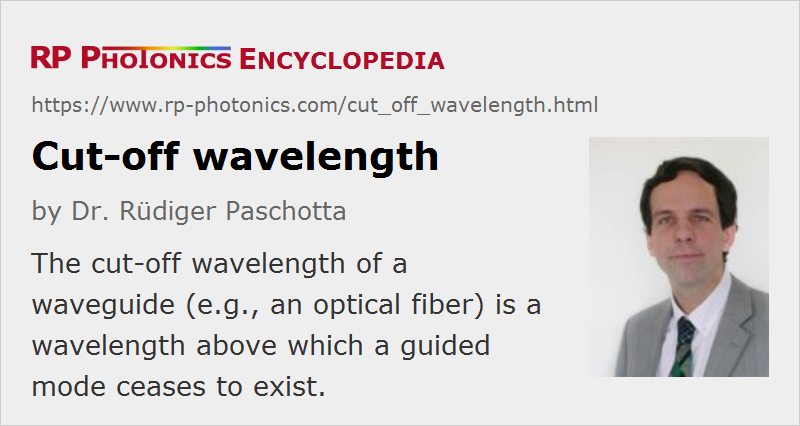 RP PHOTONICS ENCYCLOPEDIA
https://www.rp-photonics.com/cut_off_wavelength.html
Cut-off wavelength
by Dr. Rüdiger Paschotta
The cut-off wavelength of a
waveguide (e.g., an optical fiber) is a
wavelength above which a guided
mode ceases to exist.